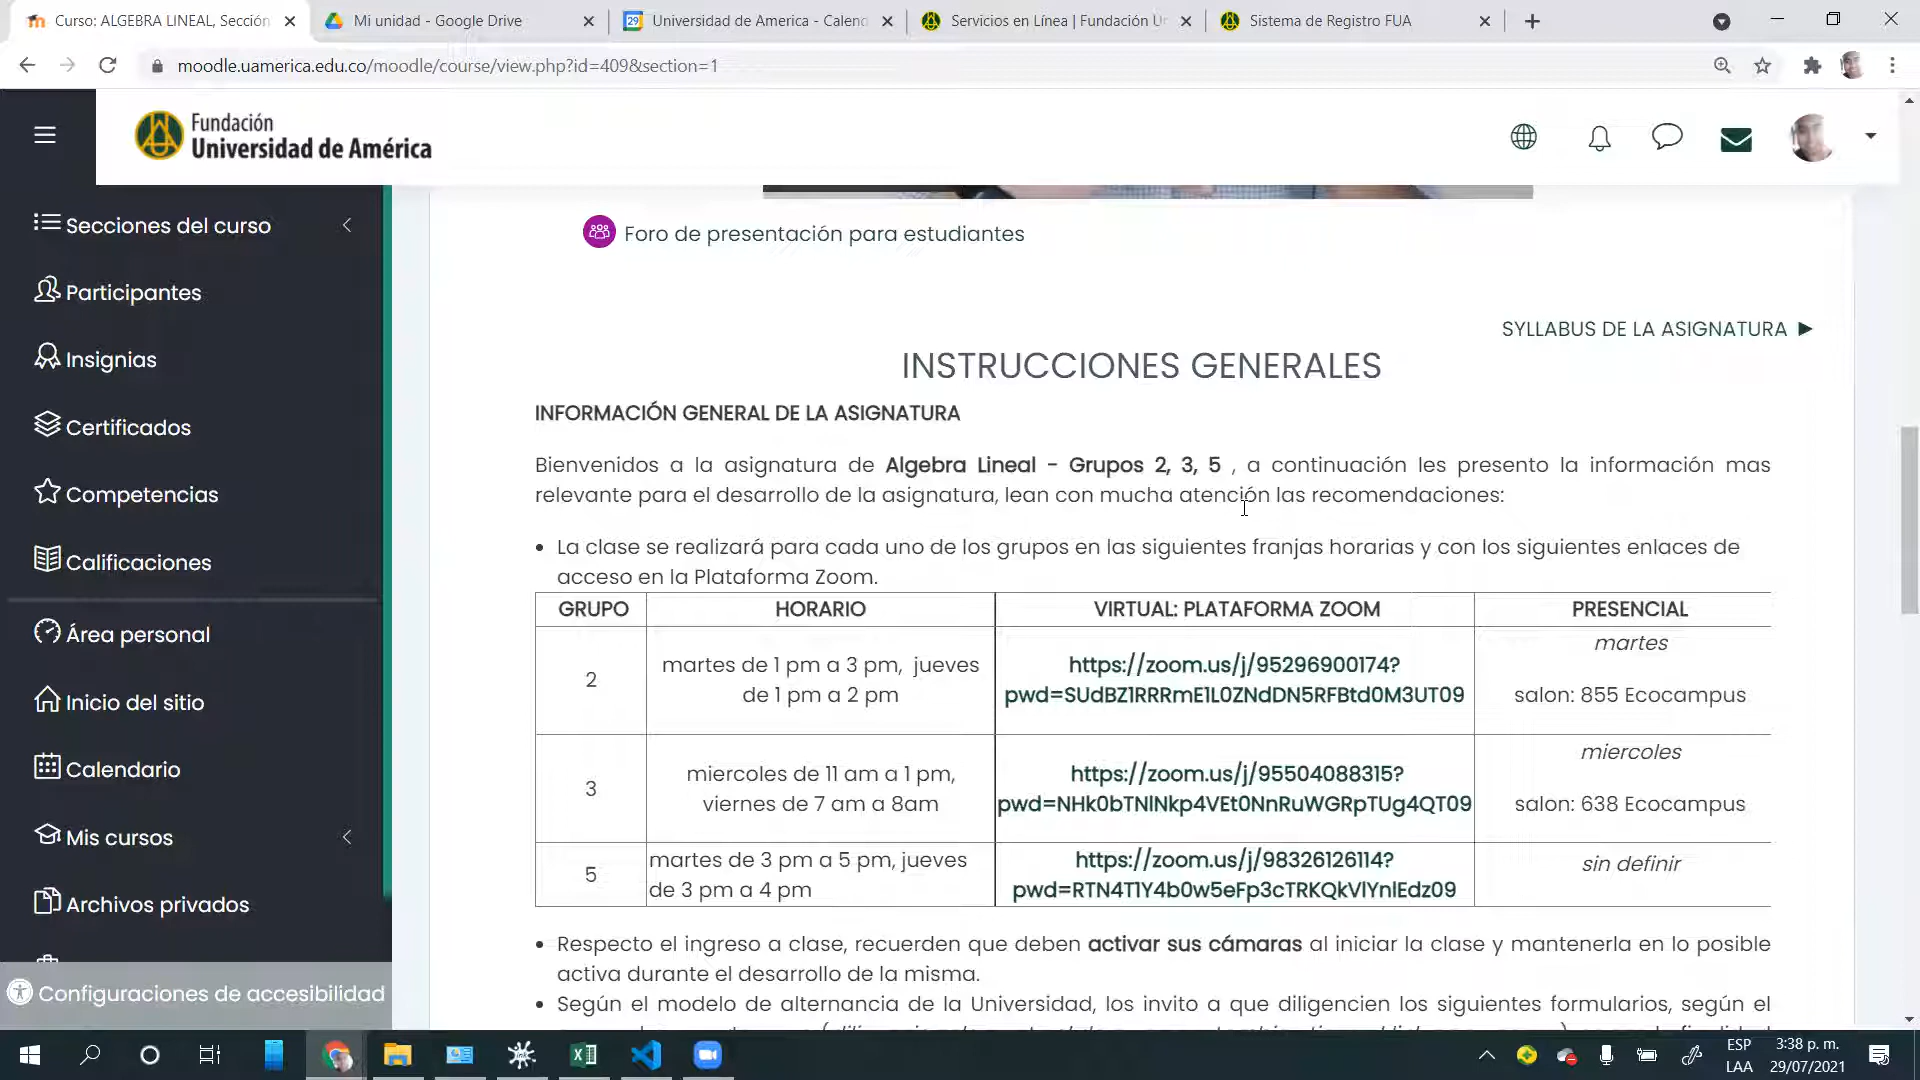 Curso: ALGEBRA LINEAL, Sección
Mi unidad - Google Drive
29
Universidad de America - Calend
Servicios en Línea | Fundación Un
Sistema de Registro FUA
moodle.uamerica.edu.co/moodle/course/view.php?id=409&section=1
Fundación
Universidad de América
Secciones del curso
Participantes
Insignias
Certificados
Competencias
Calificaciones
Área personal
Inicio del sitio
Calendario
Mis cursos
Archivos privados
Configuraciones de accesibilidad
Foro de presentación para estudiantes
SYLLABUS DE LA ASIGNATURA ►
INSTRUCCIONES GENERALES
INFORMACIÓN GENERAL DE LA ASIGNATURA
Bienvenidos a la asignatura de Algebra Lineal - Grupos 2, 3, 5 , a continuación les presento la información mas
relevante para el desarrollo de la asignatura, lean con mucha atención las recomendaciones:
• La clase se realizará para cada uno de los grupos en las siguientes franjas horarias y con los siguientes enlaces de
acceso en la Plataforma Zoom.
GRUPO HORARIO VIRTUAL: PLATAFORMA ZOOM PRESENCIAL
2
martes de 1 pm a 3 pm, jueves
de 1 pm a 2 pm
https://zoom.us/j/95296900174?
pwd=SUdBZ1RRRmE1L0ZNdDN5RFBtd0M3UT09
martes
salon: 855 Ecocampus
3
miercoles de 11 am a 1 pm,
viernes de 7 am a 8am
https://zoom.us/j/95504088315?
pwd=NHk0bTNlNkp4VEt0NnRuWGRpTUg4QT09
miercoles
salon: 638 Ecocampus
5
martes de 3 pm a 5 pm, jueves
de 3 pm a 4 pm
https://zoom.us/j/98326126114?
pwd=RTN4T1Y4b0w5eFp3cTRKQkVlYnlEdz09
sin definir
• Respecto el ingreso a clase, recuerden que deben activar sus cámaras al iniciar la clase y mantenerla en lo posible
activa durante el desarrollo de la misma.
• Según el modelo de alternancia de la Universidad, los invito a que diligencien los siguientes formularios, según el
ESP
LAA
3:38 p. m.
29/07/2021